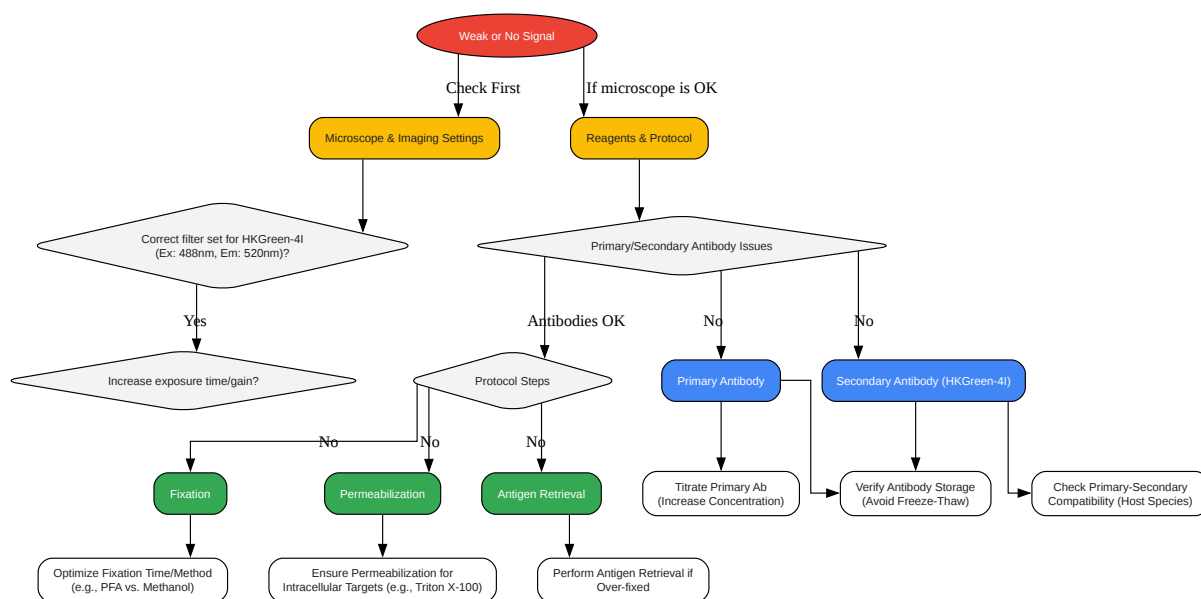 Weak or No Signal
Check First
If microscope is OK
Microscope & Imaging Settings
Reagents & Protocol
Correct filter set for HKGreen-4I
(Ex: 488nm, Em: 520nm)?
Primary/Secondary Antibody Issues
Yes
Antibodies OK
No
No
Increase exposure time/gain?
Protocol Steps
Primary Antibody
Secondary Antibody (HKGreen-4I)
No
No
No
Fixation
Permeabilization
Antigen Retrieval
Titrate Primary Ab
(Increase Concentration)
Verify Antibody Storage
(Avoid Freeze-Thaw)
Check Primary-Secondary
Compatibility (Host Species)
Optimize Fixation Time/Method
(e.g., PFA vs. Methanol)
Ensure Permeabilization for
Intracellular Targets (e.g., Triton X-100)
Perform Antigen Retrieval if
Over-fixed